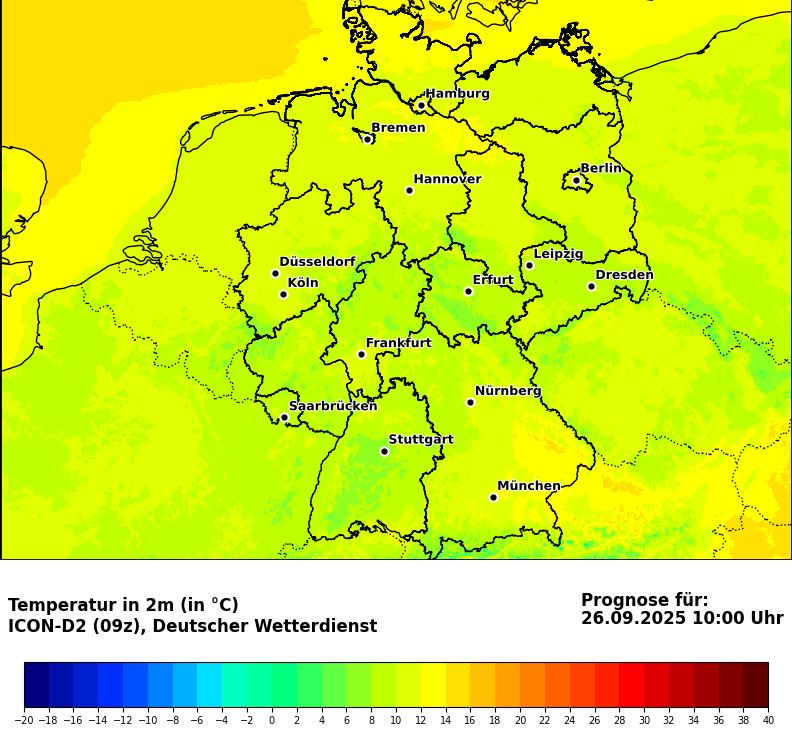 Hamburg
Bremen
Berlin
Hannover
Leipzig
Düsseldorf
Dresden
Köln
Erfurt
Frankfurt
Nürnberg
Saarbrücken
Stuttgart
München
Temperatur in 2m (in °C)
ICON-D2 (09z), Deutscher Wetterdienst
Prognose für:
26.09.2025 10:00 Uhr
−20 −18 −16 −14 −12 −10 −8 −6 −4 −2 0 2 4 6 8 10 12 14 16 18 20 22 24 26 28 30 32 34 36 38 40